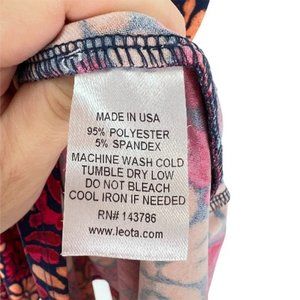 MADE IN USA
95% POLYESTER
5% SPANDEX
MACHINE WASH COLD
TUMBLE DRY LOW
DO NOT BLEACH
COOL IRON IF NEEDED
RN# 143786
www.leota.com